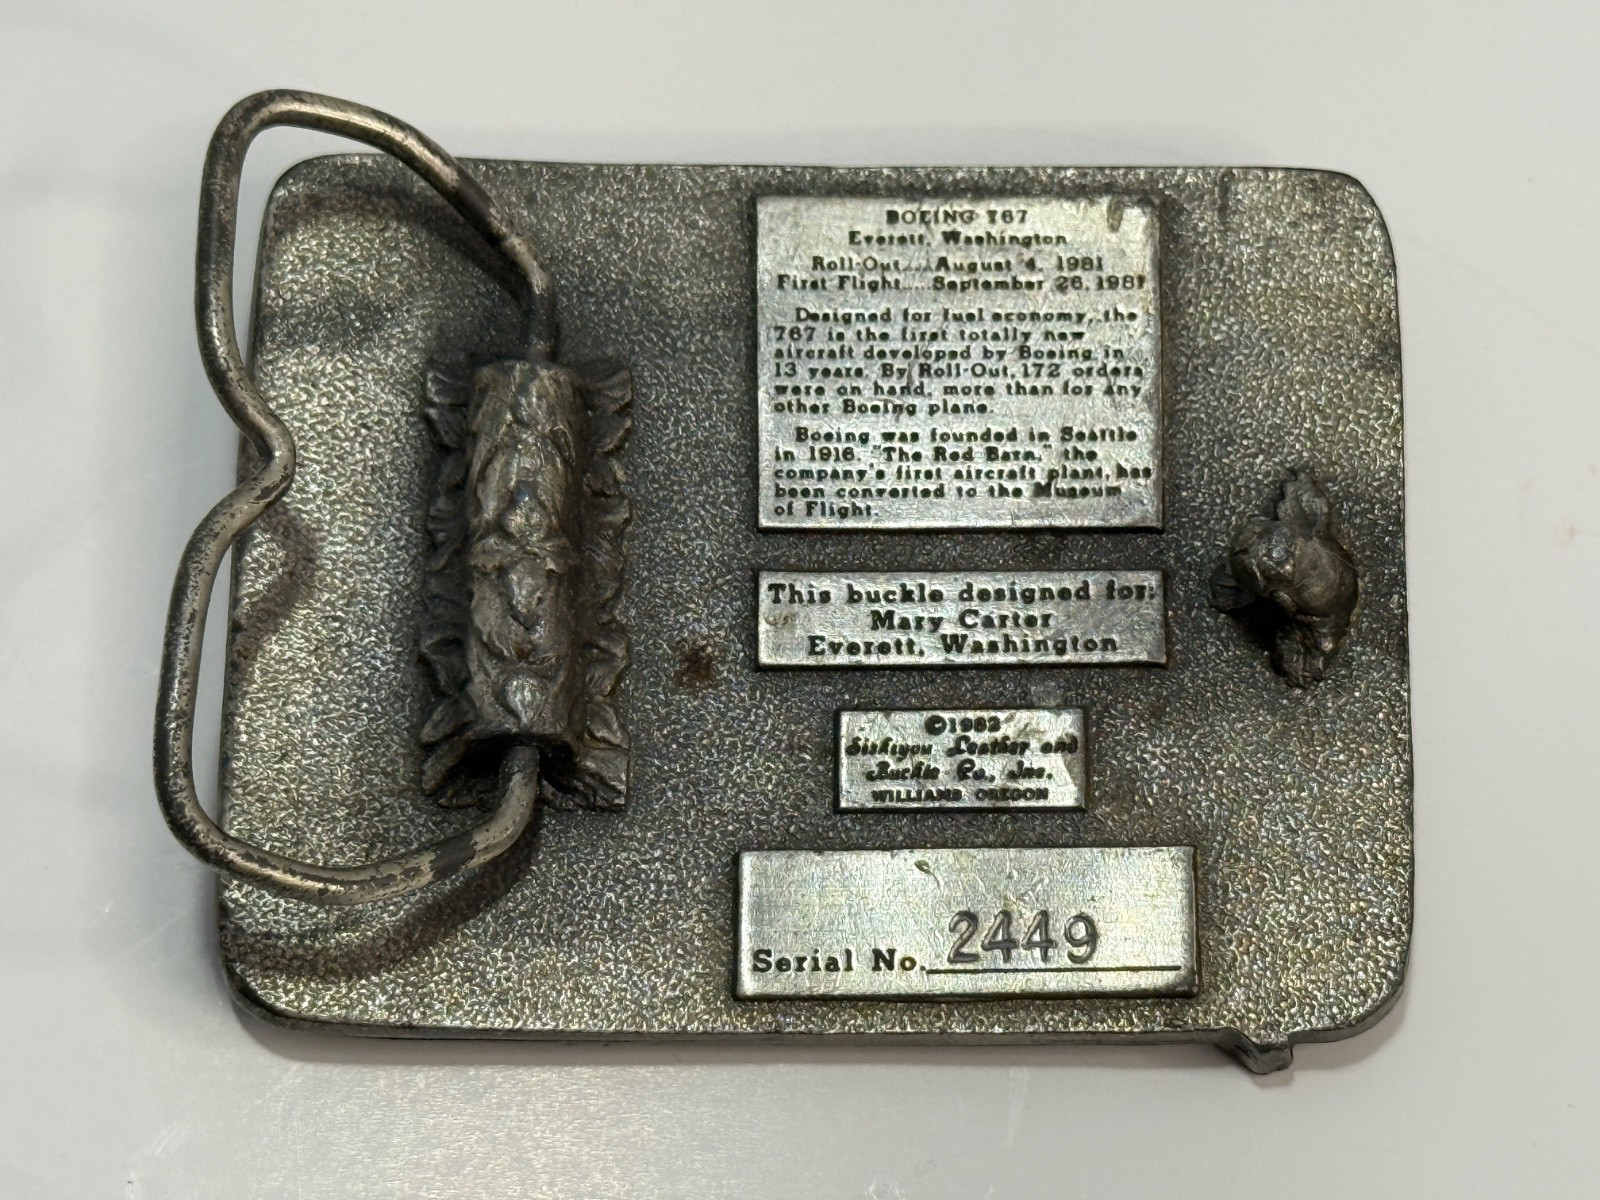 BOEING 767
Everett, Washington
Roll-Out....August 4, 1981
First Flight....September 26, 1981
Designed for fuel economy, the
767 is the first totally new
aircraft developed by Boeing in
13 years. By Roll-Out, 172 orders
were on hand, more than for any
other Boeing plane.
Boeing was founded in Seattle
in 1916. "The Red Barn," the
company's first aircraft plant, has
been converted to the Museum
of Flight.
This buckle designed for:
Mary Carter
Everett, Washington
©1982
Siskiyou Leather and
Buckle Co., Inc.
WILLIAMS OREGON
Serial No. 2449